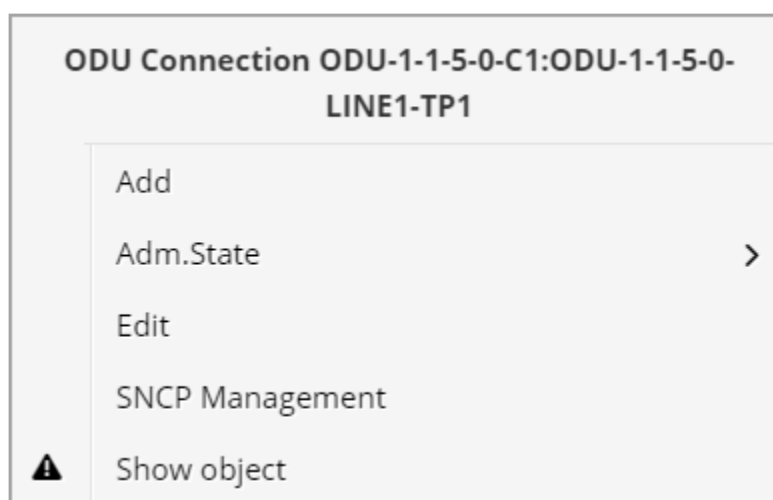 ODU Connection ODU-1-1-5-0-C1:ODU-1-1-5-0-
LINE1-TP1
Add
Adm.State
Edit
SNCP Management
Show object